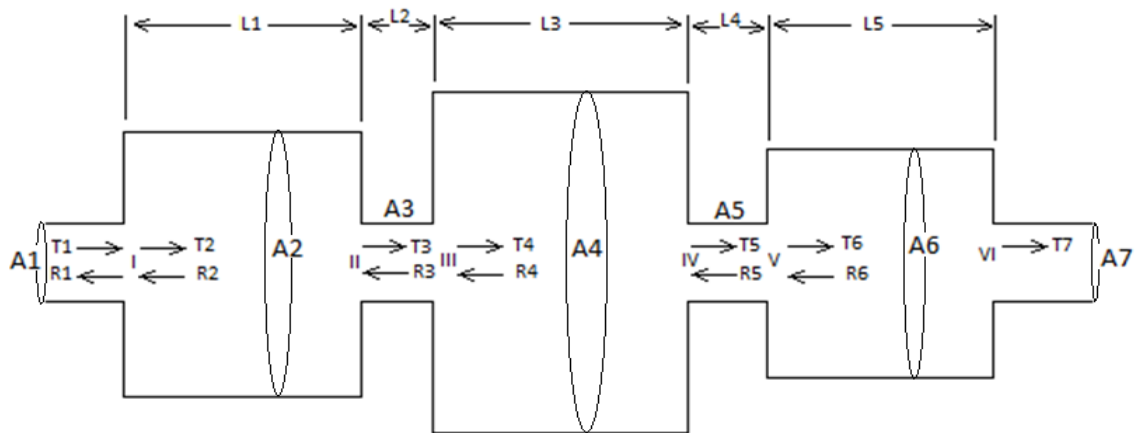 L1 L2 L3 L4 L5
A3 A5
A1 T1 T2 A2 T3 T4 A4 T5 T6 A6 T7 A7
I II III IV V VI
R1 R2 R3 R4 R5 R6